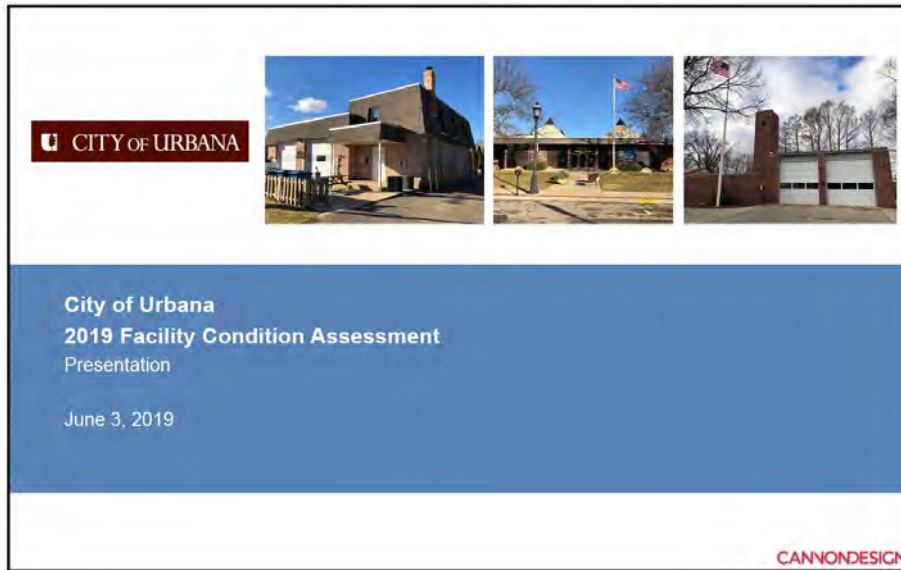 CITY OF URBANA
City of Urbana
2019 Facility Condition Assessment
Presentation
June 3, 2019
CANNONDESIGN